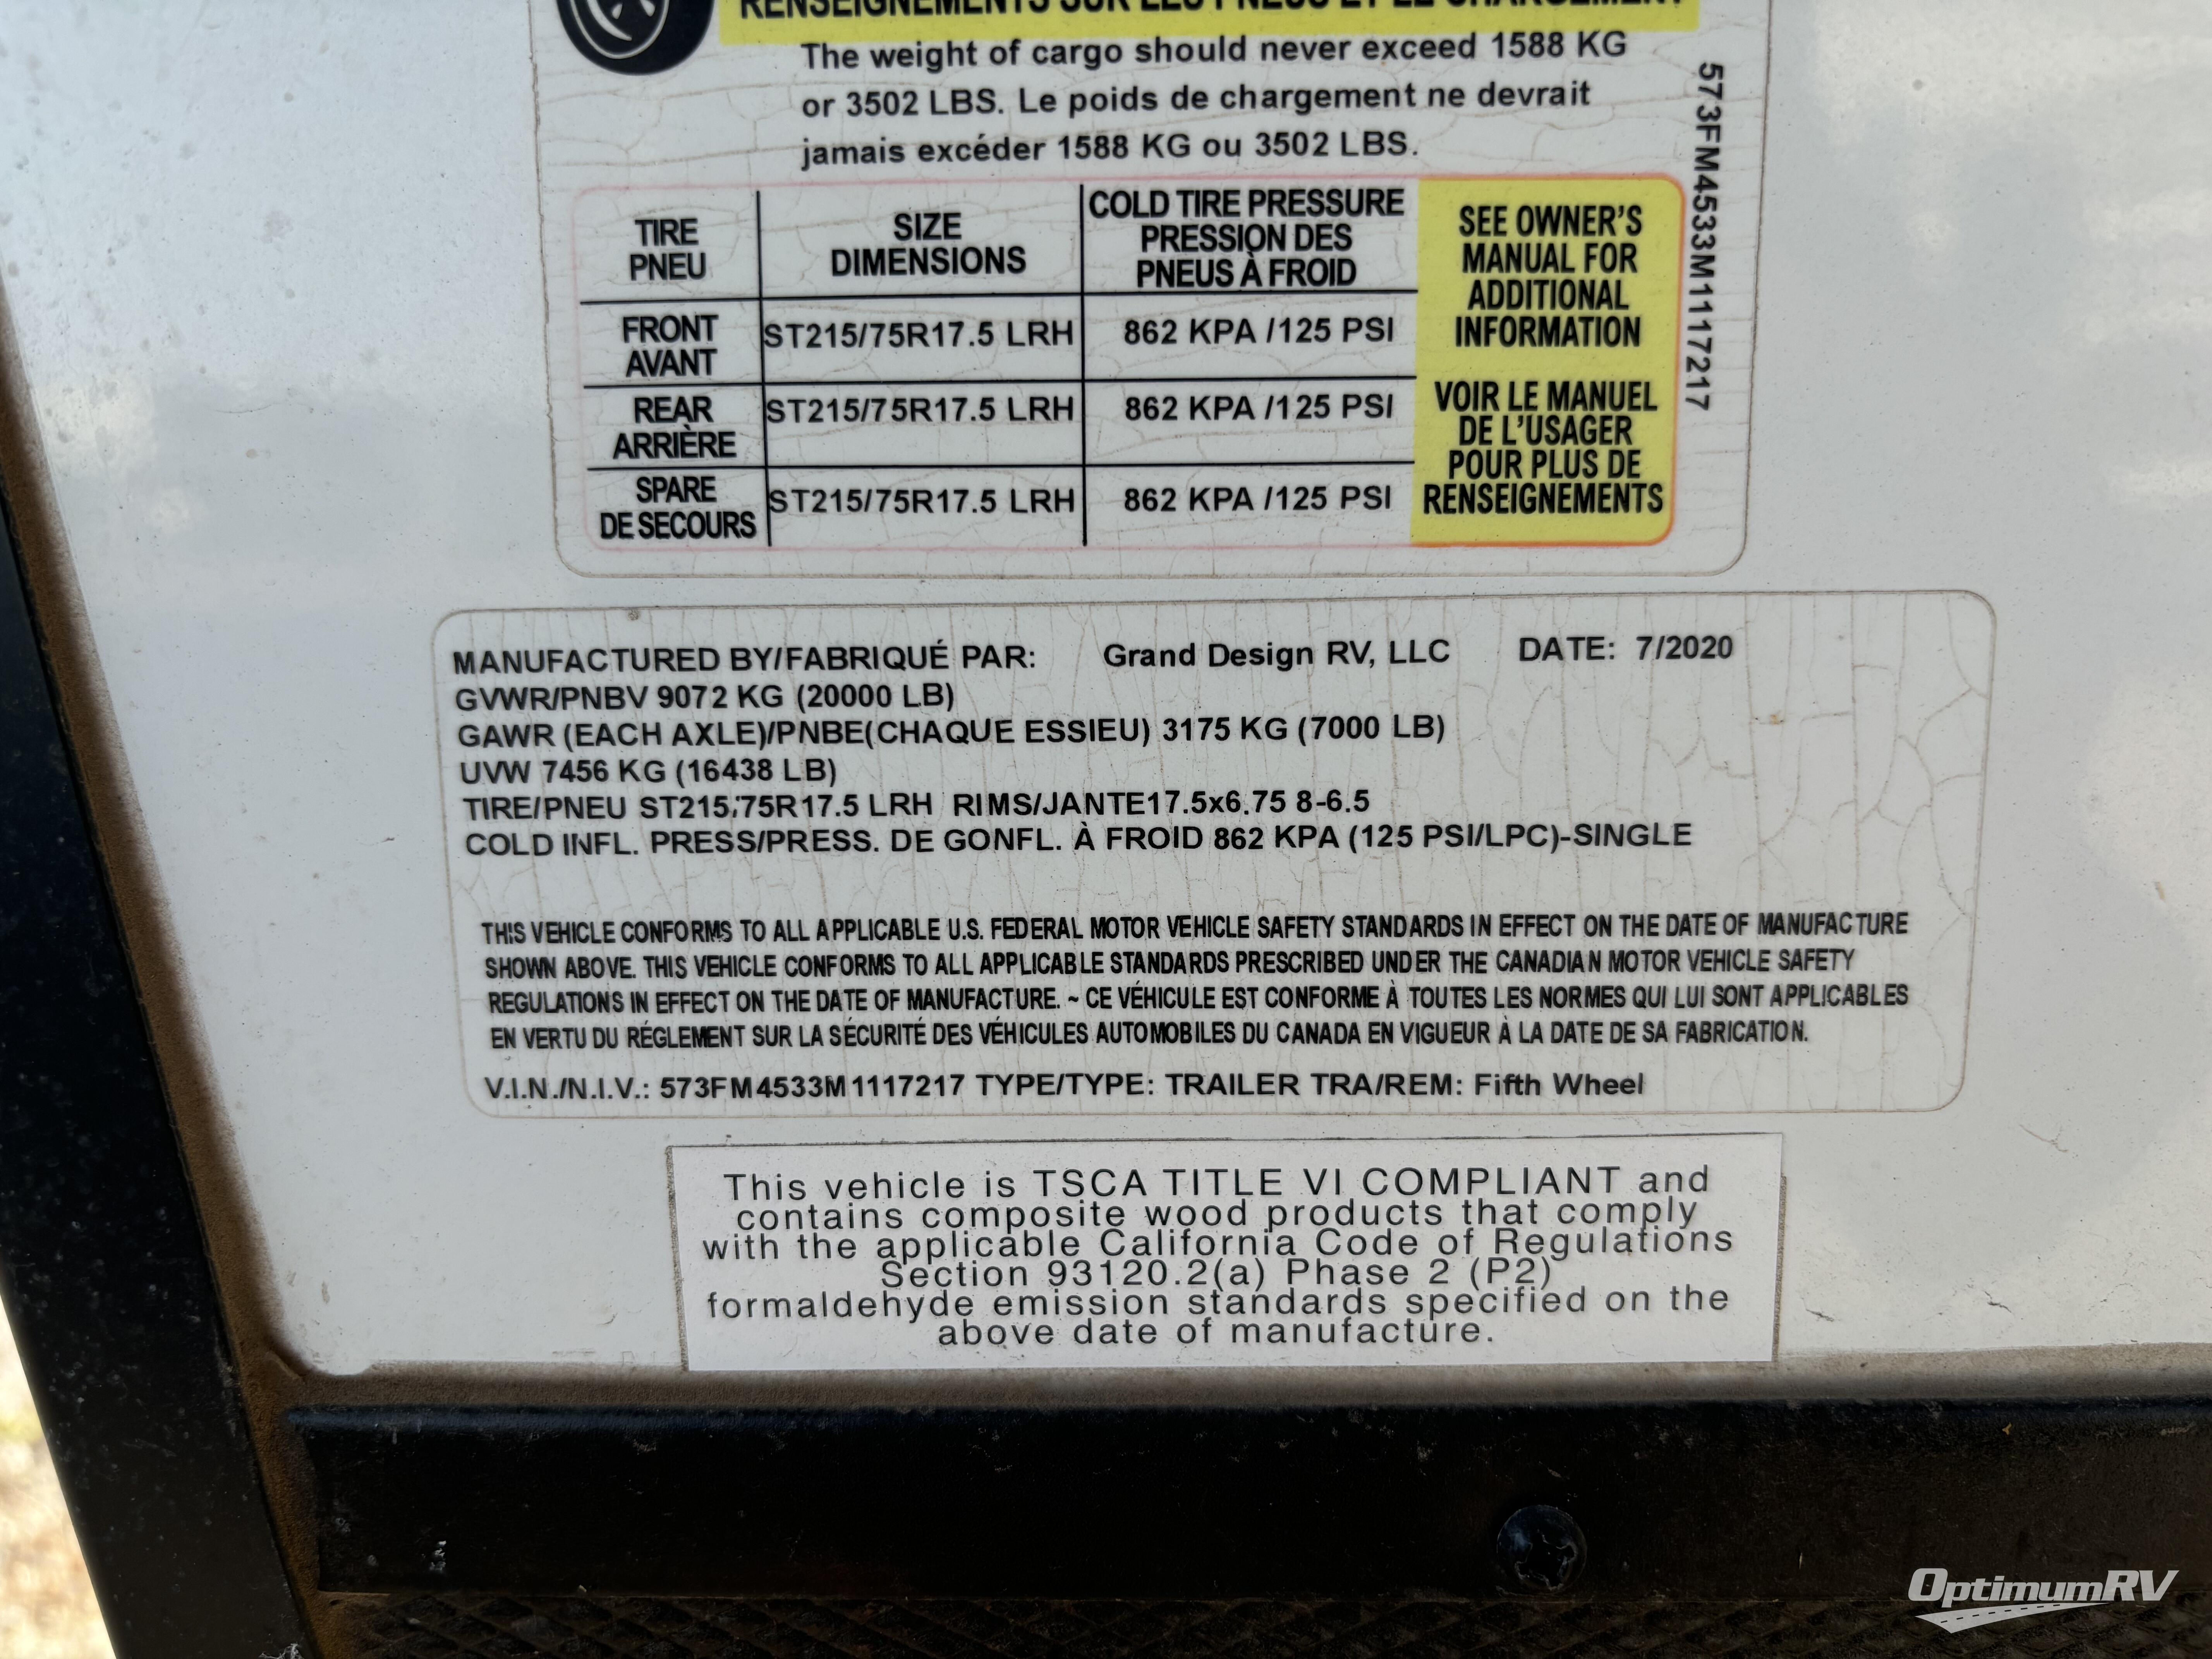 RENSEIGNEMENTS SUR LES PNEUS ET LE CHARGEMENT
The weight of cargo should never exceed 1588 KG
or 3502 LBS. Le poids de chargement ne devrait
jamais excéder 1588 KG ou 3502 LBS.
573FM4533M1117217
TIRE
PNEU
SIZE
DIMENSIONS
COLD TIRE PRESSURE
PRESSION DES
PNEUS À FROID
FRONT
AVANT
ST215/75R17.5 LRH
862 KPA /125 PSI
REAR
ARRIÈRE
ST215/75R17.5 LRH
862 KPA /125 PSI
SPARE
DE SECOURS
ST215/75R17.5 LRH
862 KPA /125 PSI
SEE OWNER'S
MANUAL FOR
ADDITIONAL
INFORMATION
VOIR LE MANUEL
DE L'USAGER
POUR PLUS DE
RENSEIGNEMENTS
MANUFACTURED BY/FABRIQUÉ PAR: Grand Design RV, LLC DATE: 7/2020
GVWR/PNBV 9072 KG (20000 LB)
GAWR (EACH AXLE)/PNBE(CHAQUE ESSIEU) 3175 KG (7000 LB)
UVW 7456 KG (16438 LB)
TIRE/PNEU ST215/75R17.5 LRH RIMS/JANTE17.5x6.75 8-6.5
COLD INFL. PRESS/PRESS. DE GONFL. À FROID 862 KPA (125 PSI/LPC)-SINGLE
THIS VEHICLE CONFORMS TO ALL APPLICABLE U.S. FEDERAL MOTOR VEHICLE SAFETY STANDARDS IN EFFECT ON THE DATE OF MANUFACTURE
SHOWN ABOVE. THIS VEHICLE CONFORMS TO ALL APPLICABLE STANDARDS PRESCRIBED UNDER THE CANADIAN MOTOR VEHICLE SAFETY
REGULATIONS IN EFFECT ON THE DATE OF MANUFACTURE. ~ CE VÉHICULE EST CONFORME À TOUTES LES NORMES QUI LUI SONT APPLICABLES
EN VERTU DU RÉGLEMENT SUR LA SÉCURITÉ DES VÉHICULES AUTOMOBILES DU CANADA EN VIGUEUR À LA DATE DE SA FABRICATION.
V.I.N./N.I.V.: 573FM4533M1117217 TYPE/TYPE: TRAILER TRA/REM: Fifth Wheel
This vehicle is TSCA TITLE VI COMPLIANT and
contains composite wood products that comply
with the applicable California Code of Regulations
Section 93120.2(a) Phase 2 (P2)
formaldehyde emission standards specified on the
above date of manufacture.
OptimumRV